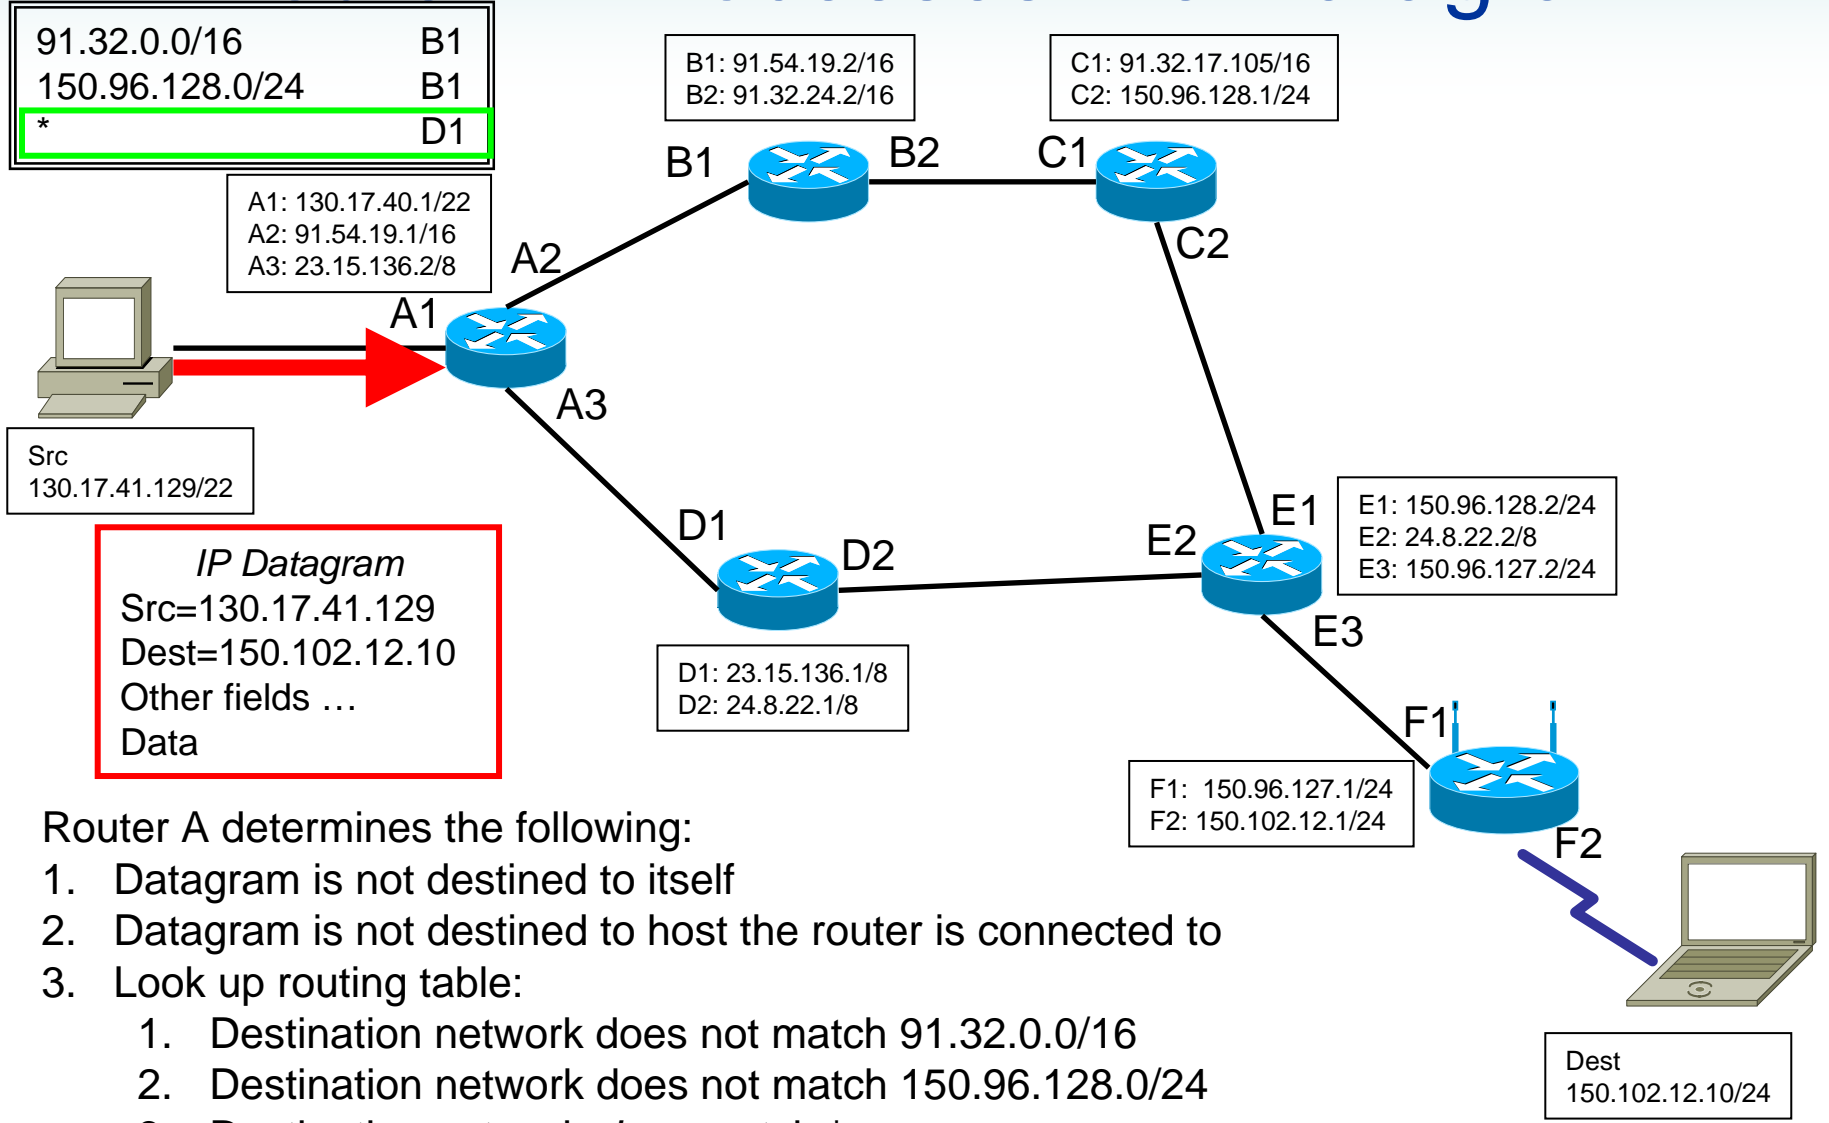 91.32.0.0/16 B1
150.96.128.0/24 B1
* D1
B1: 91.54.19.2/16
B2: 91.32.24.2/16
C1: 91.32.17.105/16
C2: 150.96.128.1/24
A1: 130.17.40.1/22
A2: 91.54.19.1/16
A3: 23.15.136.2/8
B1
B2
C1
C2
A2
A1
A3
Src
130.17.41.129/22
D1
D2
E2
E1
E3
E1: 150.96.128.2/24
E2: 24.8.22.2/8
E3: 150.96.127.2/24
IP Datagram
Src=130.17.41.129
Dest=150.102.12.10
Other fields …
Data
D1: 23.15.136.1/8
D2: 24.8.22.1/8
F1
F1: 150.96.127.1/24
F2: 150.102.12.1/24
F2
Router A determines the following:
1. Datagram is not destined to itself
2. Datagram is not destined to host the router is connected to
3. Look up routing table:
1. Destination network does not match 91.32.0.0/16
2. Destination network does not match 150.96.128.0/24
Dest
150.102.12.10/24